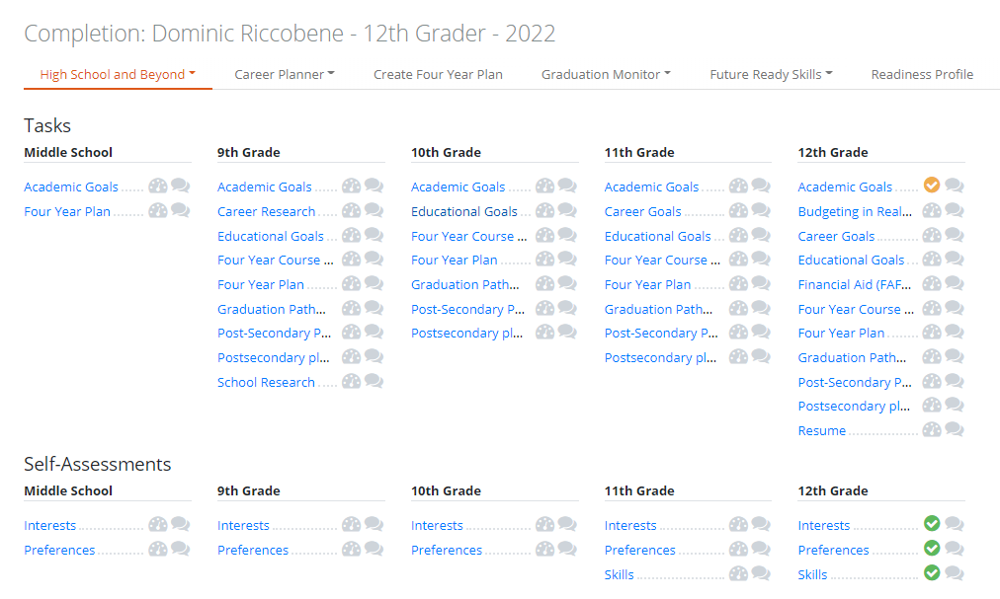 Completion: Dominic Riccobene - 12th Grader - 2022
High School and Beyond Career Planner Create Four Year Plan Graduation Monitor Future Ready Skills Readiness Profile
Tasks
Middle School 9th Grade 10th Grade 11th Grade 12th Grade
Academic Goals Academic Goals Academic Goals Academic Goals Academic Goals
Four Year Plan Career Research Educational Goals Career Goals Budgeting in Real...
Educational Goals Four Year Course ... Educational Goals Career Goals
Four Year Course ... Four Year Plan Four Year Course ... Educational Goals
Four Year Plan Graduation Path... Four Year Plan Financial Aid (FAF...
Graduation Path... Post-Secondary P... Graduation Path... Four Year Course ...
Post-Secondary P... Postsecondary pl... Post-Secondary P... Four Year Plan
Postsecondary pl... Postsecondary pl... Graduation Path...
School Research Post-Secondary P...
Postsecondary pl...
Resume
Self-Assessments
Middle School 9th Grade 10th Grade 11th Grade 12th Grade
Interests Interests Interests Interests Interests
Preferences Preferences Preferences Preferences Preferences
Skills Skills